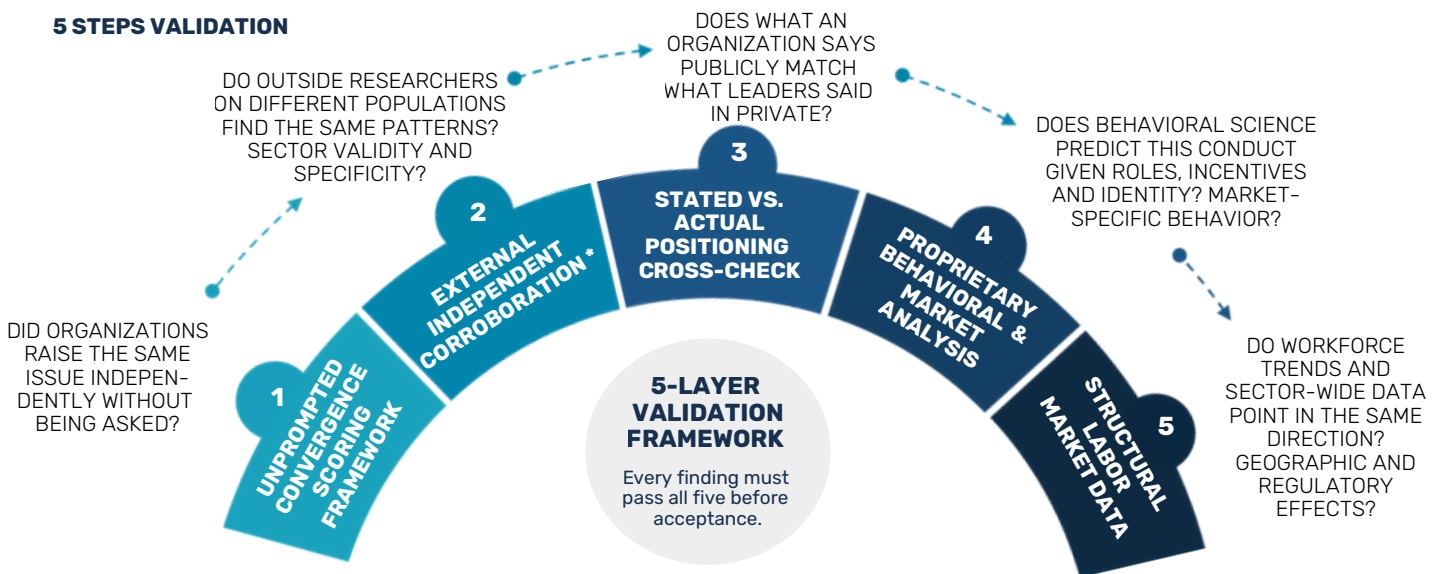 5 STEPS VALIDATION
DID ORGANIZATIONS
RAISE THE SAME
ISSUE INDEPEN-
DENTLY WITHOUT
BEING ASKED?
1
UNPROMPTED
CONVERGENCE
SCORING
FRAMEWORK
DO OUTSIDE RESEARCHERS
ON DIFFERENT POPULATIONS
FIND THE SAME PATTERNS?
SECTOR VALIDITY AND
SPECIFICITY?
2
EXTERNAL
INDEPENDENT
CORROBORATION *
DOES WHAT AN
ORGANIZATION SAYS
PUBLICLY MATCH
WHAT LEADERS SAID
IN PRIVATE?
3
STATED VS.
ACTUAL
POSITIONING
CROSS-CHECK
DOES BEHAVIORAL SCIENCE
PREDICT THIS CONDUCT
GIVEN ROLES, INCENTIVES
AND IDENTITY? MARKET-
SPECIFIC BEHAVIOR?
4
PROPRIETARY
BEHAVIORAL &
MARKET
ANALYSIS
DO WORKFORCE
TRENDS AND
SECTOR-WIDE DATA
POINT IN THE SAME
DIRECTION?
GEOGRAPHIC AND
REGULATORY
EFFECTS?
5
STRUCTURAL
LABOR
MARKET DATA
5-LAYER
VALIDATION
FRAMEWORK
Every finding must
pass all five before
acceptance.